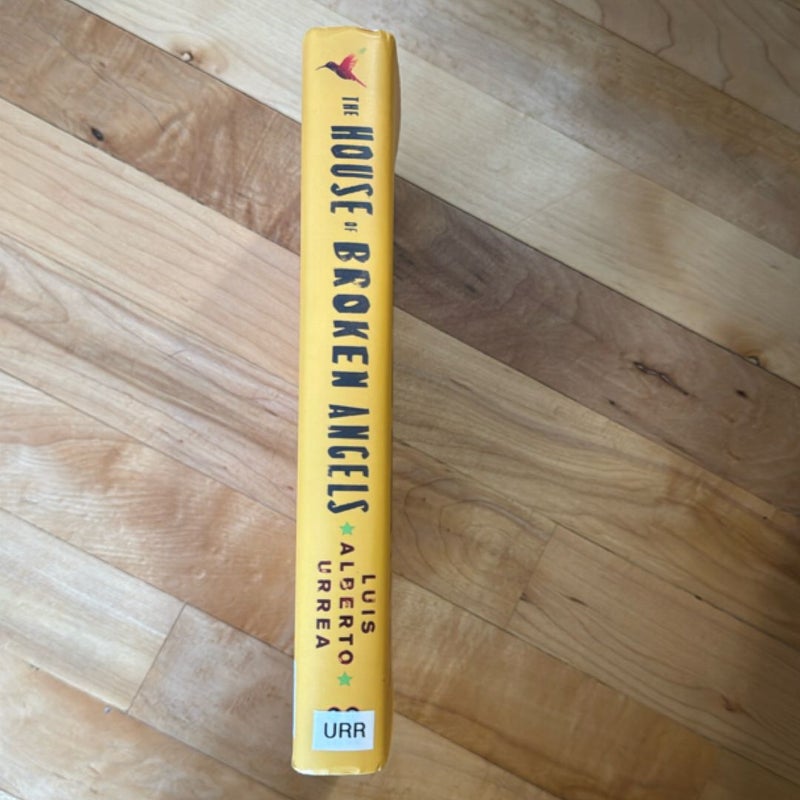 THE HOUSE OF BROKEN ANGELS
LUIS
ALBERTO
URREA
URR